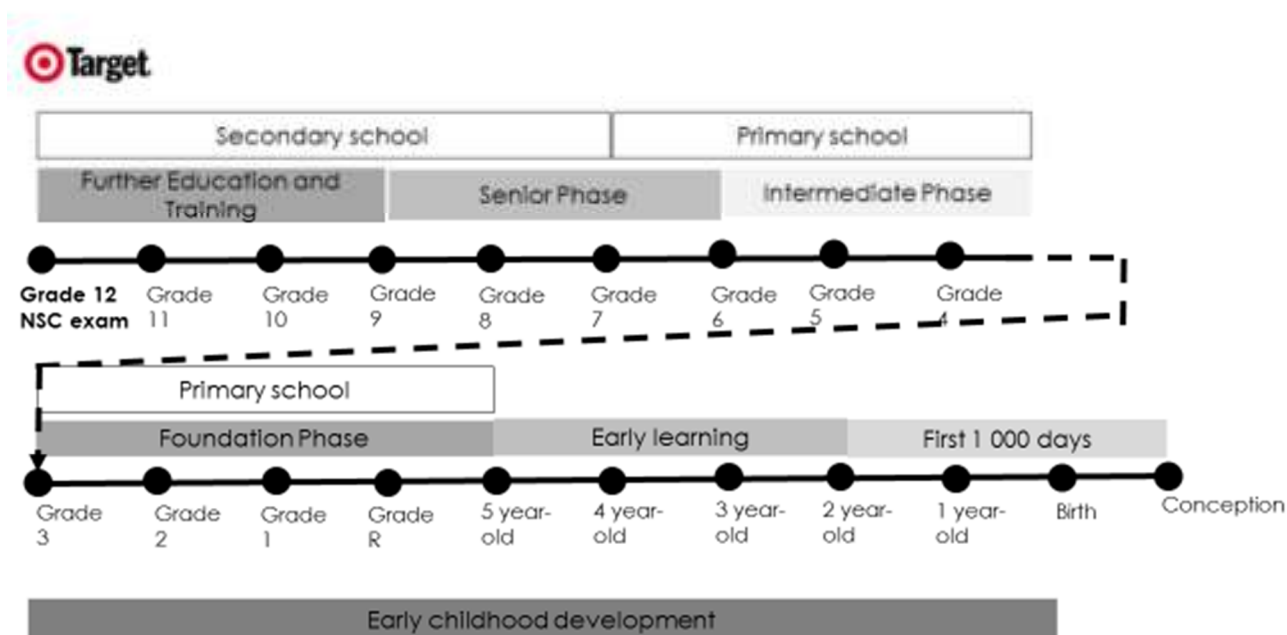 Target
Secondary school Primary school
Further Education and
Training
Senior Phase
Intermediate Phase
Grade 12
NSC exam
Grade
11
Grade
10
Grade
9
Grade
8
Grade
7
Grade
6
Grade
5
Grade
4
Primary school
Foundation Phase Early learning First 1 000 days
Grade
3
Grade
2
Grade
1
Grade
R
5 year-
old
4 year-
old
3 year-
old
2 year-
old
1 year-
old
Birth
Conception
Early childhood development